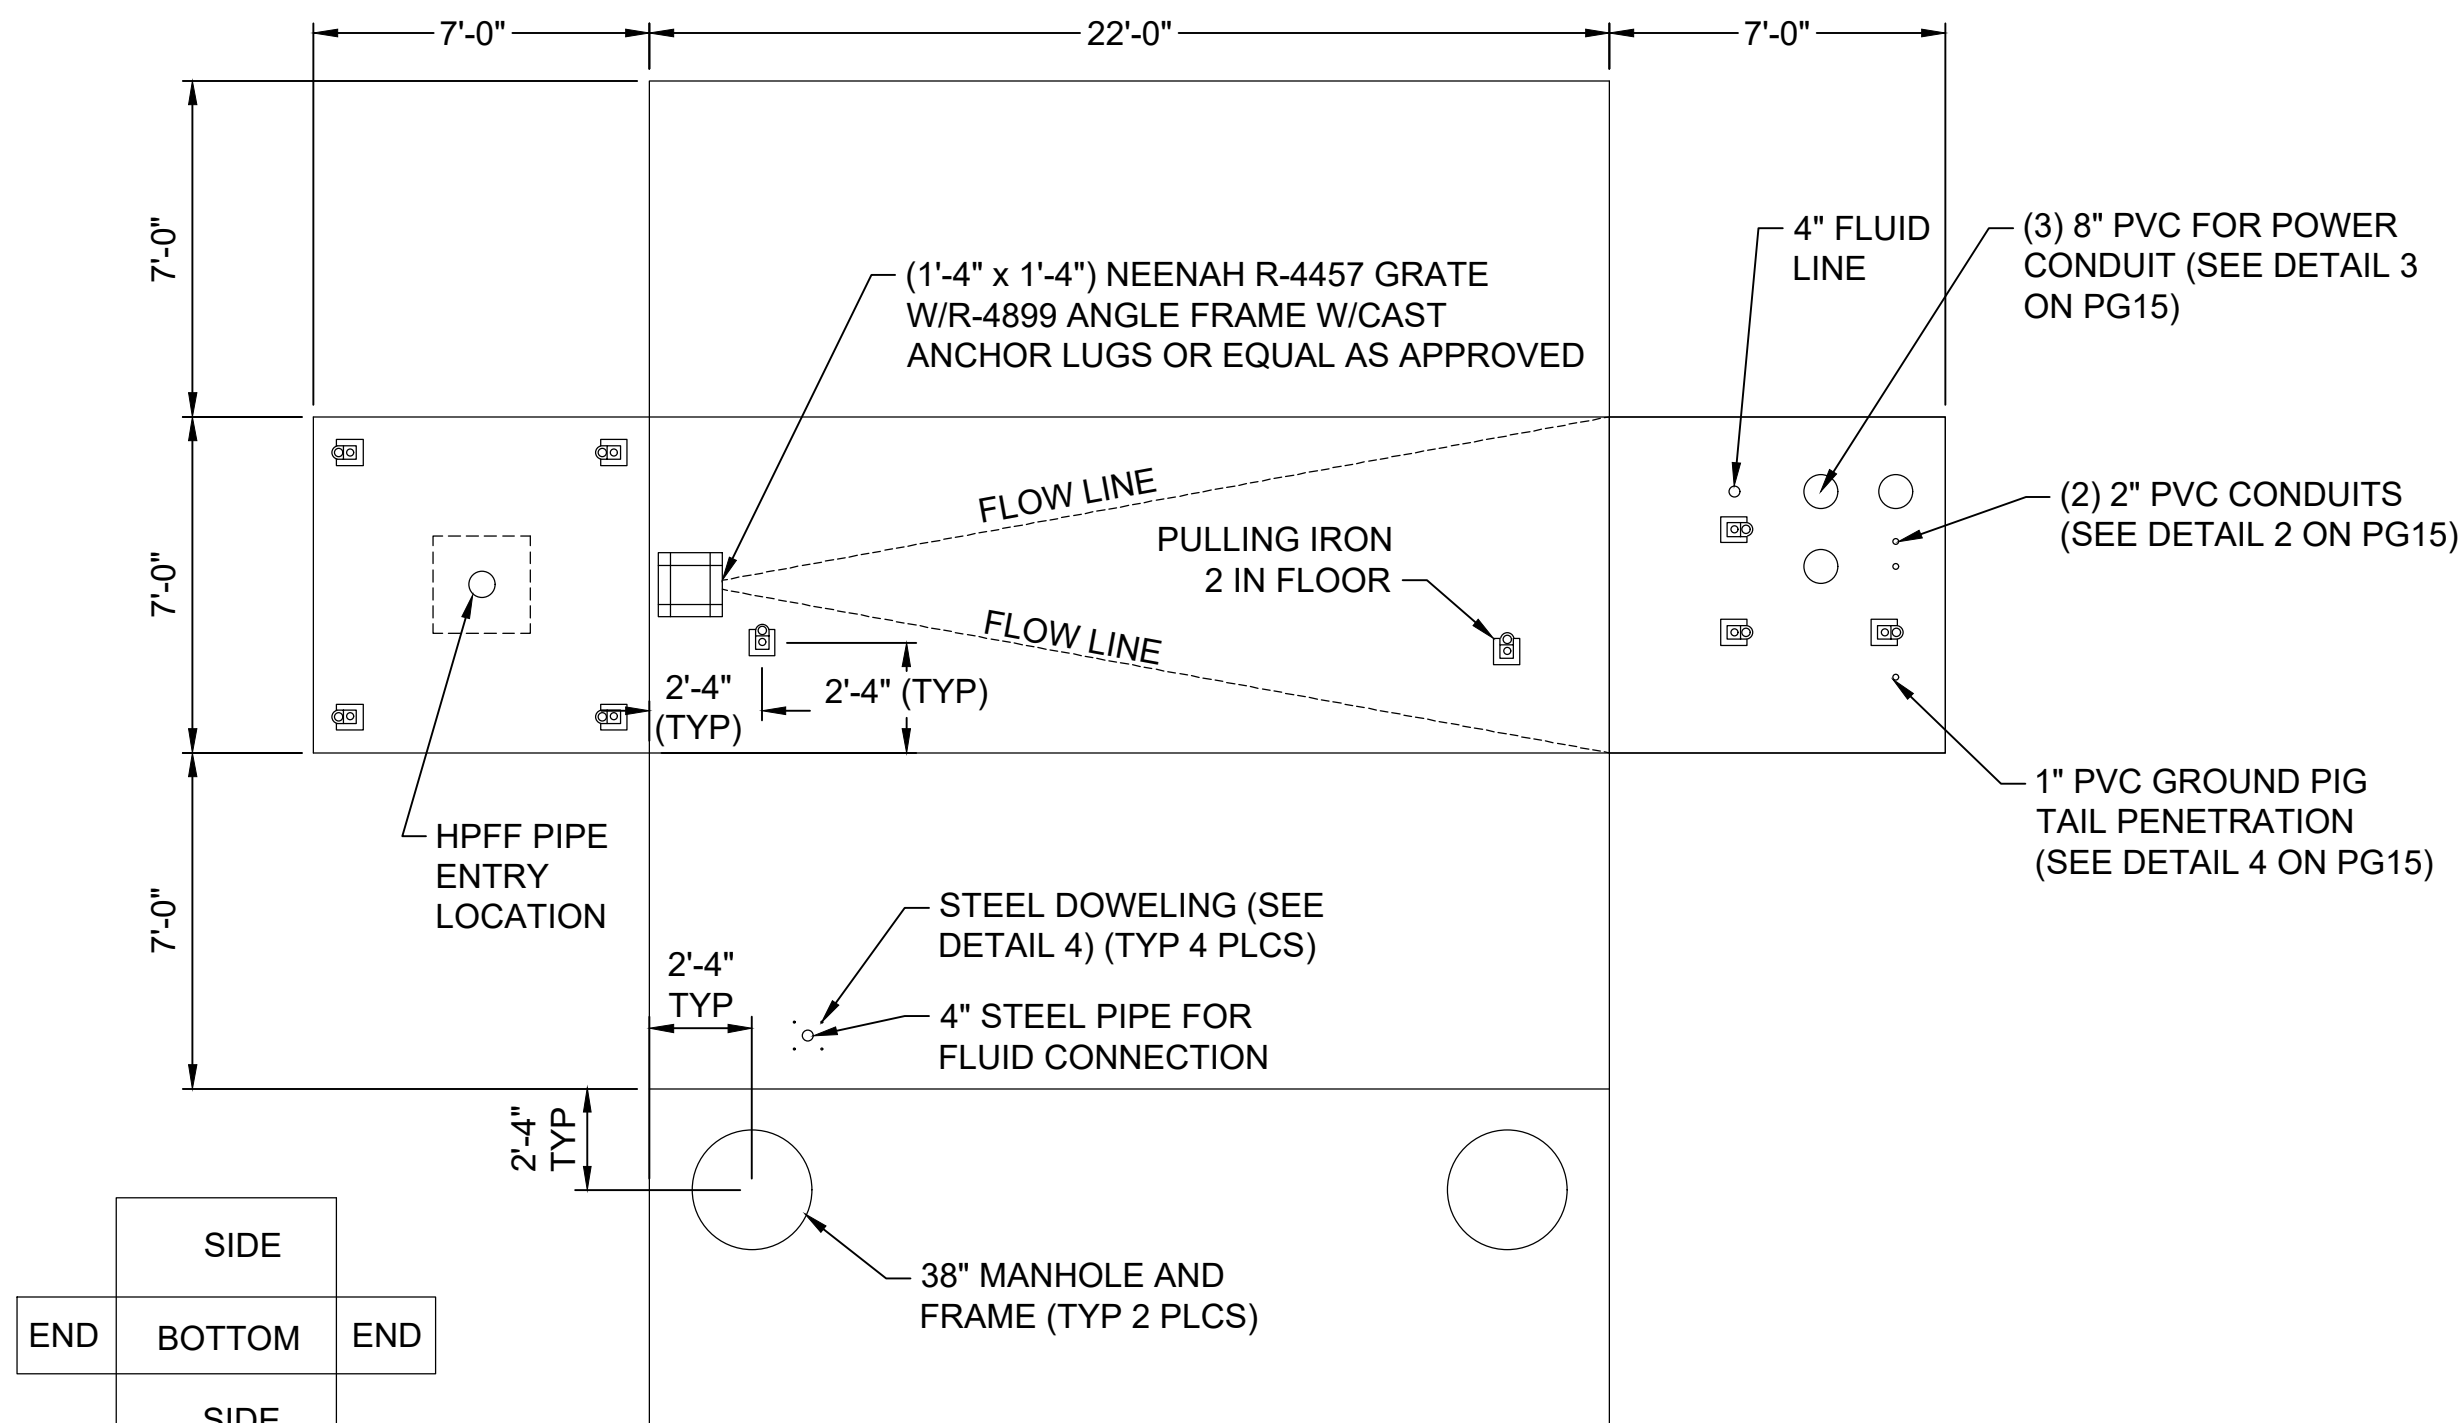 7'-0"
22'-0"
7'-0"
7'-0"
(1'-4" x 1'-4") NEENAH R-4457 GRATE
W/R-4899 ANGLE FRAME W/CAST
ANCHOR LUGS OR EQUAL AS APPROVED
4" FLUID
LINE
(3) 8" PVC FOR POWER
CONDUIT (SEE DETAIL 3
ON PG15)
7'-0"
FLOW LINE
FLOW LINE
PULLING IRON
2 IN FLOOR
(2) 2" PVC CONDUITS
(SEE DETAIL 2 ON PG15)
2'-4"
(TYP)
2'-4" (TYP)
1" PVC GROUND PIG
TAIL PENETRATION
(SEE DETAIL 4 ON PG15)
HPFF PIPE
ENTRY
LOCATION
7'-0"
STEEL DOWELING (SEE
DETAIL 4) (TYP 4 PLCS)
2'-4"
TYP
4" STEEL PIPE FOR
FLUID CONNECTION
2'-4"
TYP
38" MANHOLE AND
FRAME (TYP 2 PLCS)
SIDE
END
BOTTOM
END
SIDE